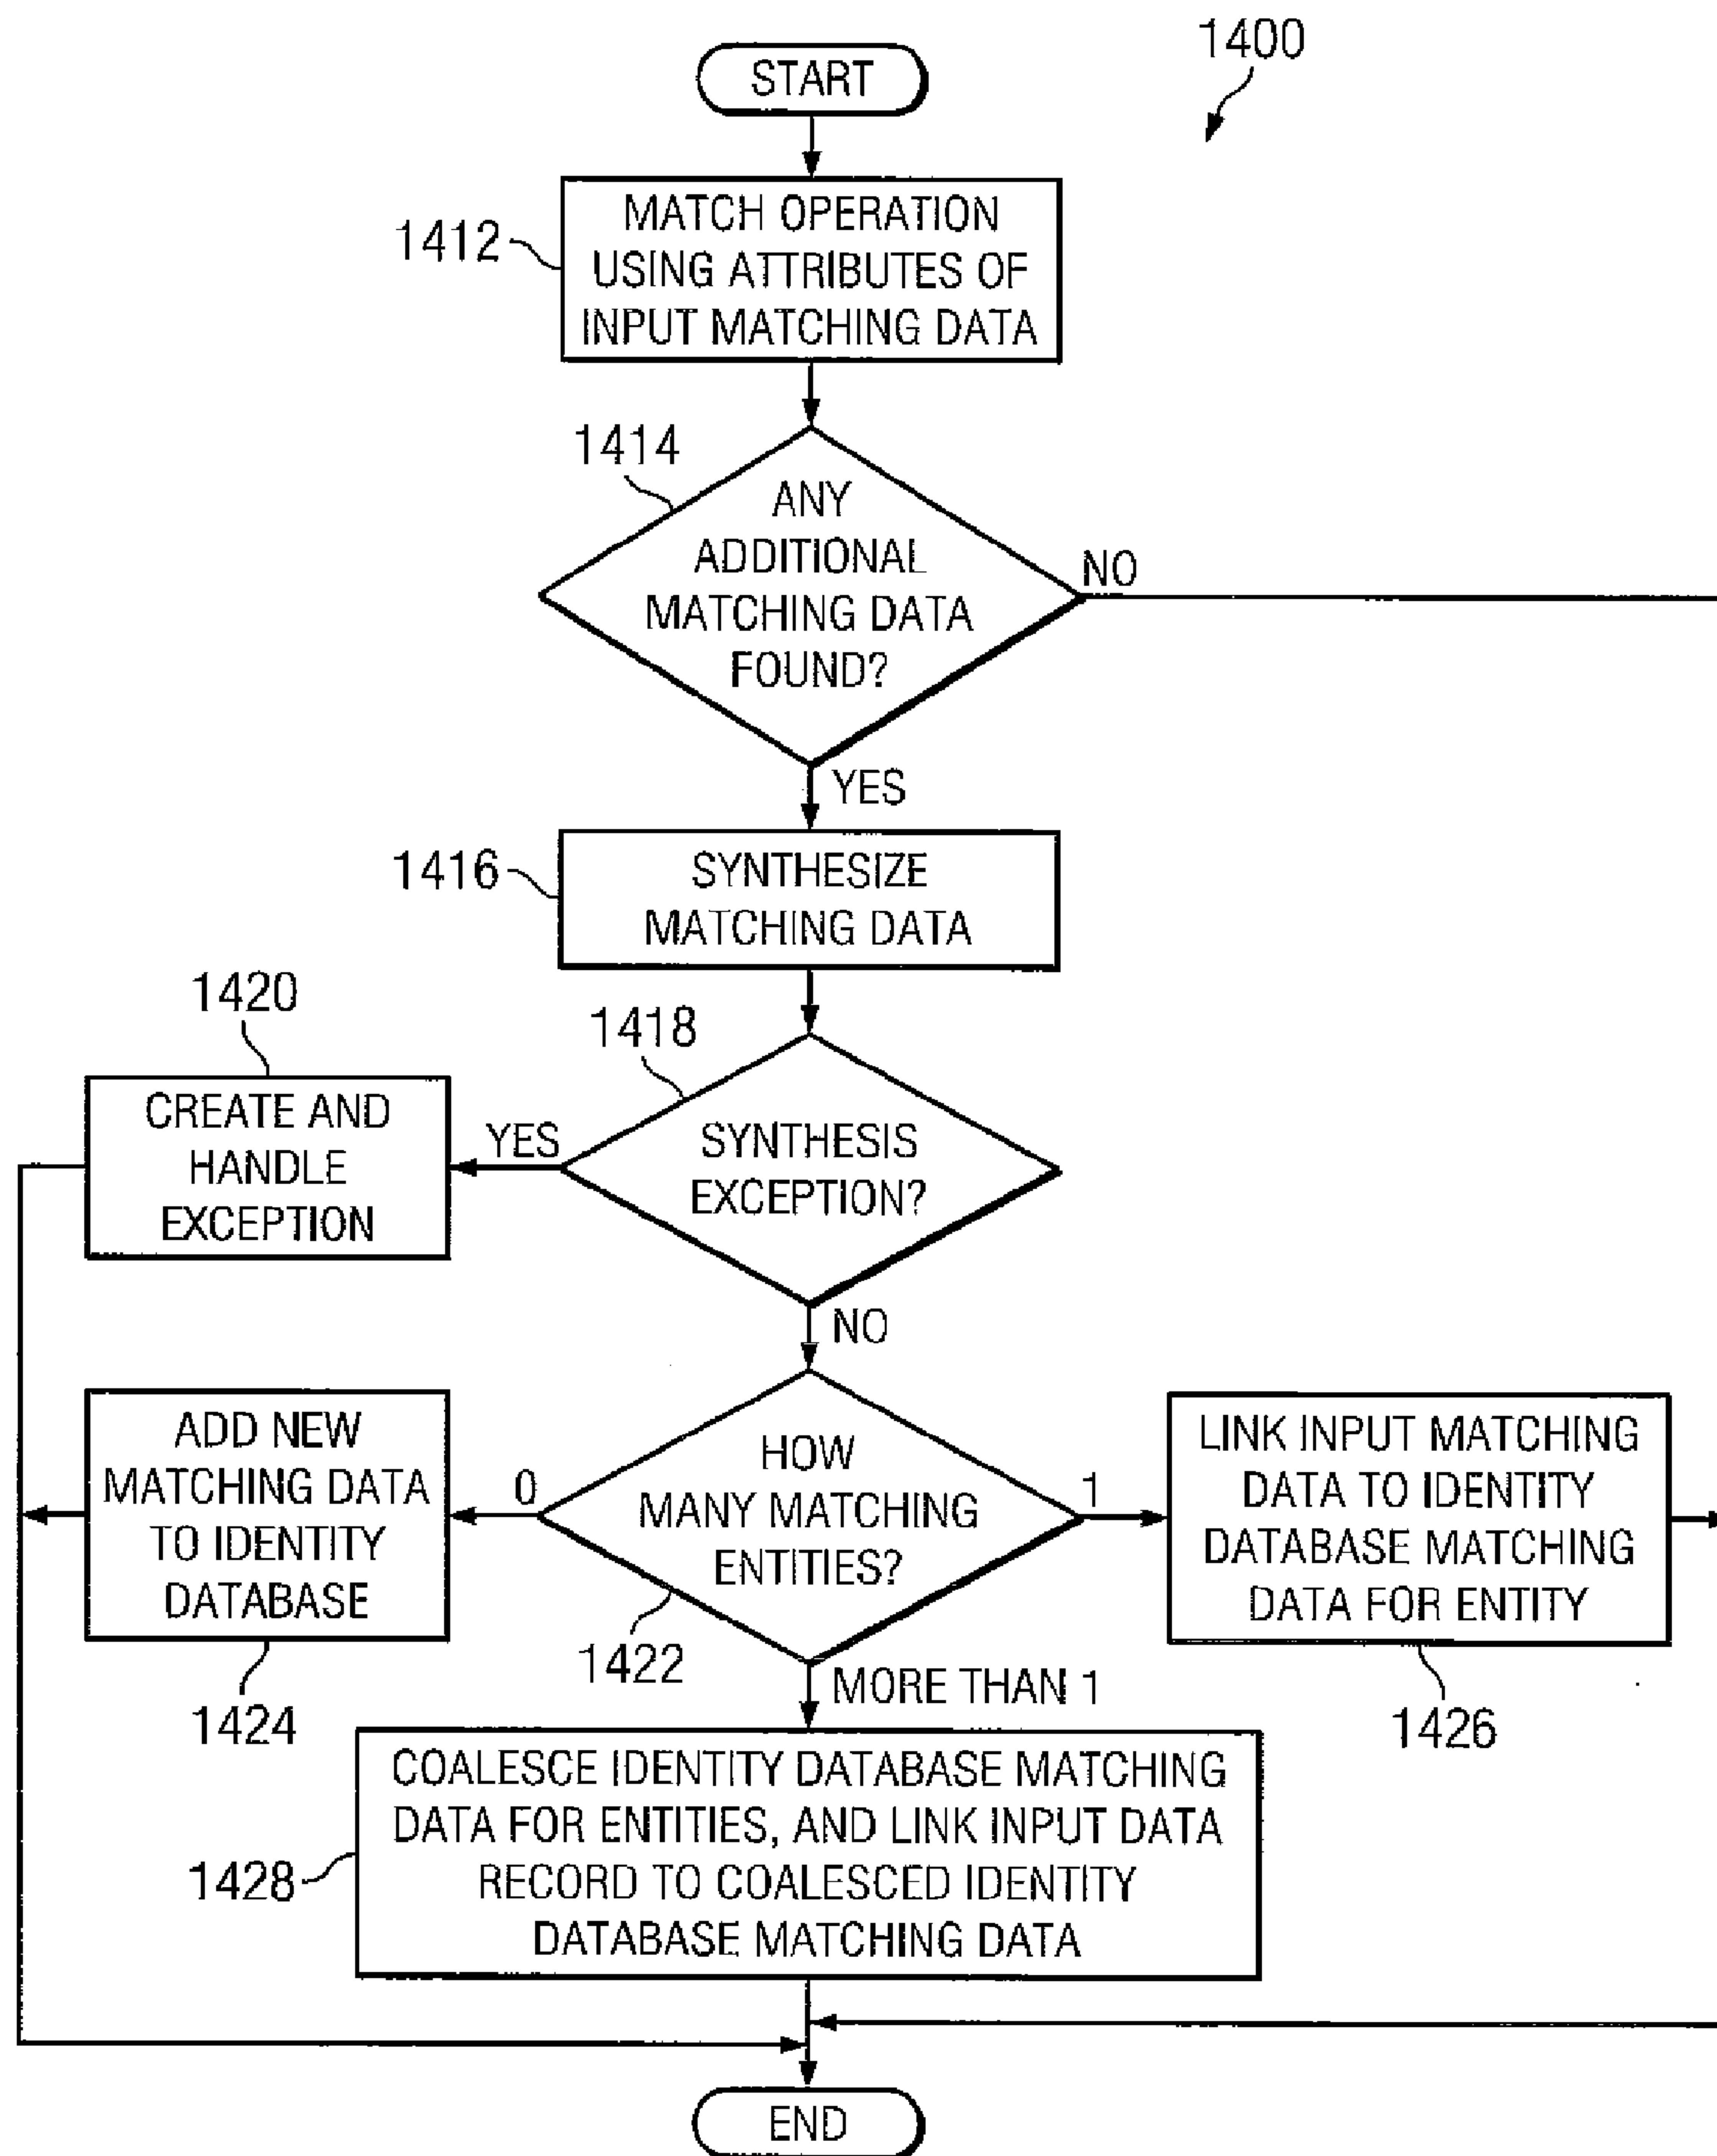 1400
START
1412
MATCH OPERATION
USING ATTRIBUTES OF
INPUT MATCHING DATA
1414
ANY
ADDITIONAL
MATCHING DATA
FOUND?
NO
YES
1416
SYNTHESIZE
MATCHING DATA
1420
1418
CREATE AND
HANDLE
EXCEPTION
YES
SYNTHESIS
EXCEPTION?
NO
ADD NEW
MATCHING DATA
TO IDENTITY
DATABASE
0
HOW
MANY MATCHING
ENTITIES?
1
LINK INPUT MATCHING
DATA TO IDENTITY
DATABASE MATCHING
DATA FOR ENTITY
1424
1422
MORE THAN 1
1426
1428
COALESCE IDENTITY DATABASE MATCHING
DATA FOR ENTITIES, AND LINK INPUT DATA
RECORD TO COALESCED IDENTITY
DATABASE MATCHING DATA
END